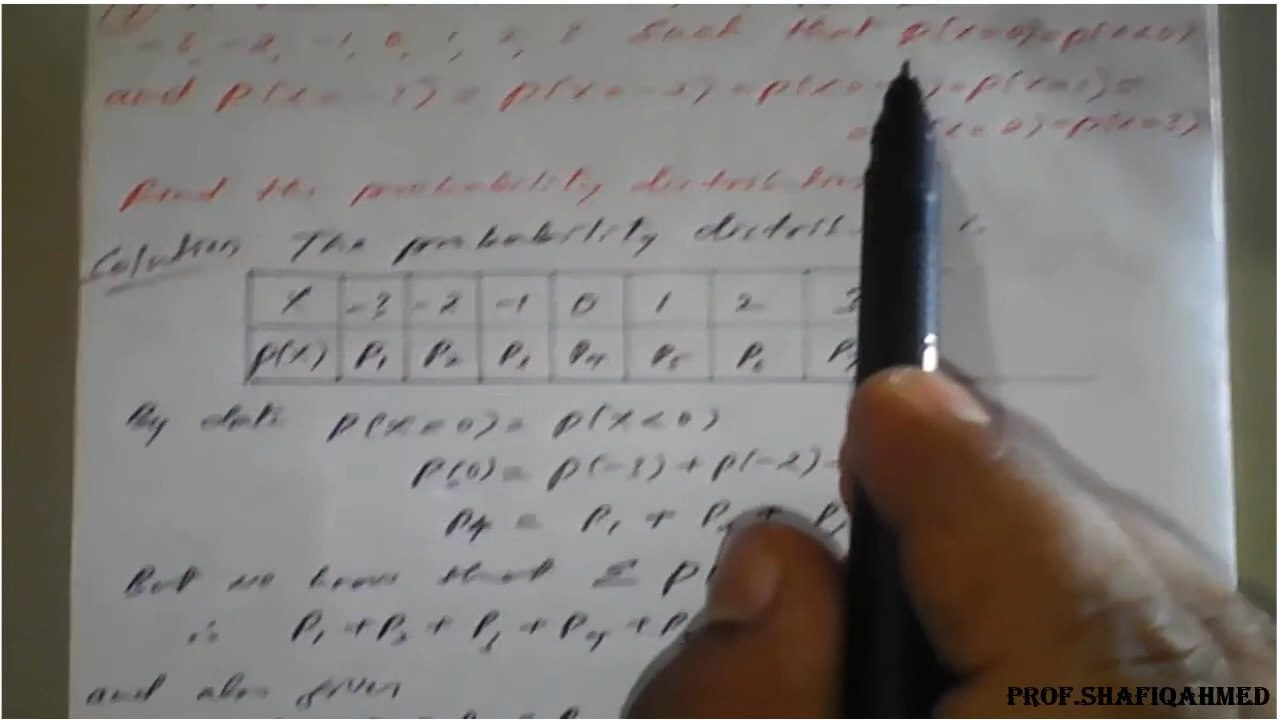 -3, -2, -1, 0, 1, 2, 3 Such that p(x=0)=p(x<0)
and p(x=-3) = p(x=-2) = p(x= )=p(x=1)=
= (x=2)=p(x=3)
find the probability
Solution The probability
X -3 -2 -1 0 1 2 3
p(x) P₁ P₂ P₃ P₄ P₅ P₆ P₇
By data p(x=0) = p(x<0)
p(0) = p(-3) + p(-2)
P₄ = P₁ + P₂ + P₃
But we know that Σ p(
∴ P₁ + P₂ + P₃ + P₄ + P
and also given
PROF.SHAFIQAHMED